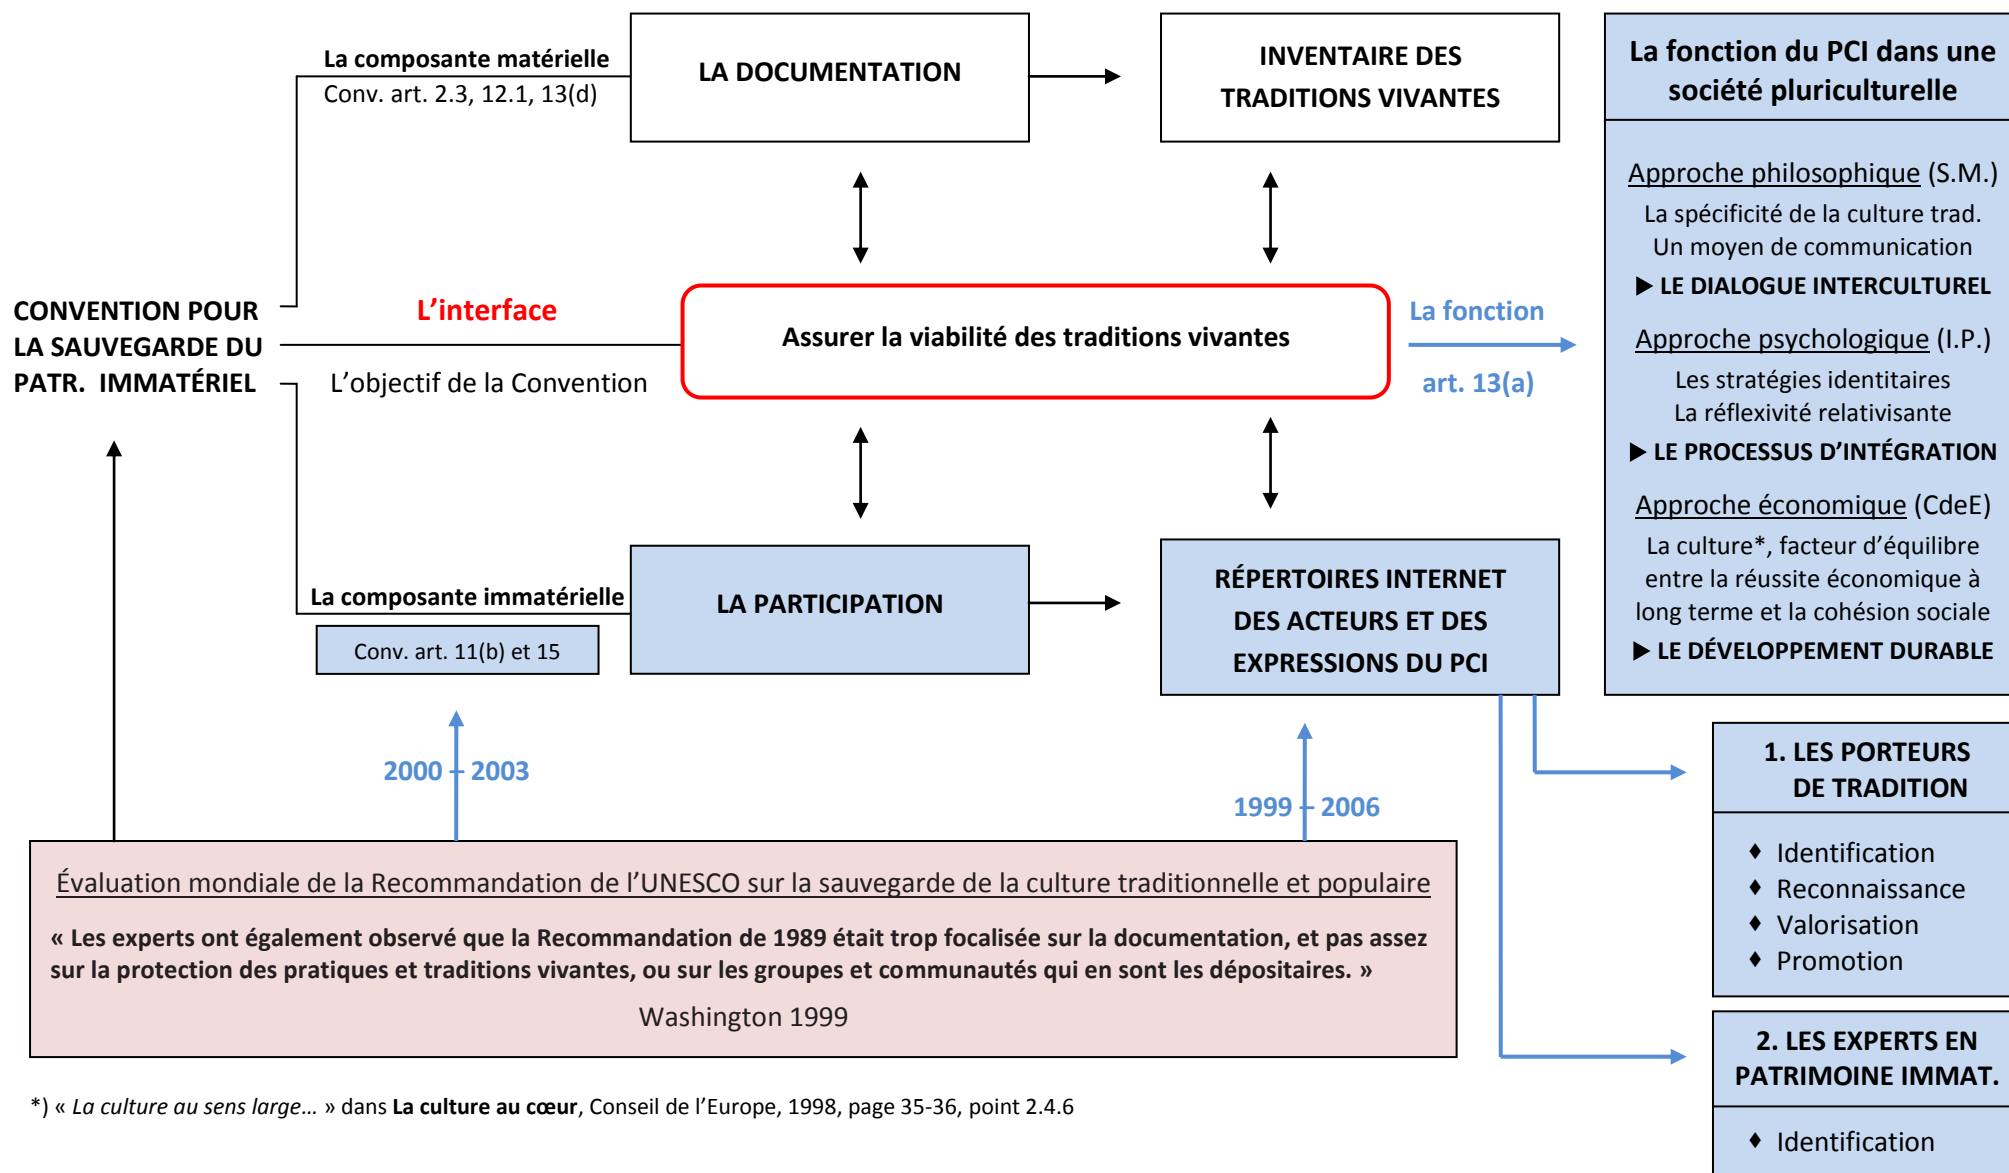 La composante matérielle
Conv. art. 2.3, 12.1, 13(d)
LA DOCUMENTATION
INVENTAIRE DES
TRADITIONS VIVANTES
CONVENTION POUR
LA SAUVEGARDE DU
PATR. IMMATÉRIEL
L’interface
L’objectif de la Convention
Assurer la viabilité des traditions vivantes
La fonction
art. 13(a)
La composante immatérielle
Conv. art. 11(b) et 15
LA PARTICIPATION
RÉPERTOIRES INTERNET
DES ACTEURS ET DES
EXPRESSIONS DU PCI
La fonction du PCI dans une
société pluriculturelle
Approche philosophique (S.M.)
La spécificité de la culture trad.
Un moyen de communication
▶ LE DIALOGUE INTERCULTUREL
Approche psychologique (I.P.)
Les stratégies identitaires
La réflexivité relativisante
▶ LE PROCESSUS D’INTÉGRATION
Approche économique (CdeE)
La culture*, facteur d’équilibre
entre la réussite économique à
long terme et la cohésion sociale
▶ LE DÉVELOPPEMENT DURABLE
2000 – 2003
1999 – 2006
Évaluation mondiale de la Recommandation de l’UNESCO sur la sauvegarde de la culture traditionnelle et populaire
« Les experts ont également observé que la Recommandation de 1989 était trop focalisée sur la documentation, et pas assez
sur la protection des pratiques et traditions vivantes, ou sur les groupes et communautés qui en sont les dépositaires. »
Washington 1999
1. LES PORTEURS
DE TRADITION
♦ Identification
♦ Reconnaissance
♦ Valorisation
♦ Promotion
2. LES EXPERTS EN
PATRIMOINE IMMAT.
♦ Identification
*) « La culture au sens large… » dans La culture au cœur, Conseil de l’Europe, 1998, page 35-36, point 2.4.6